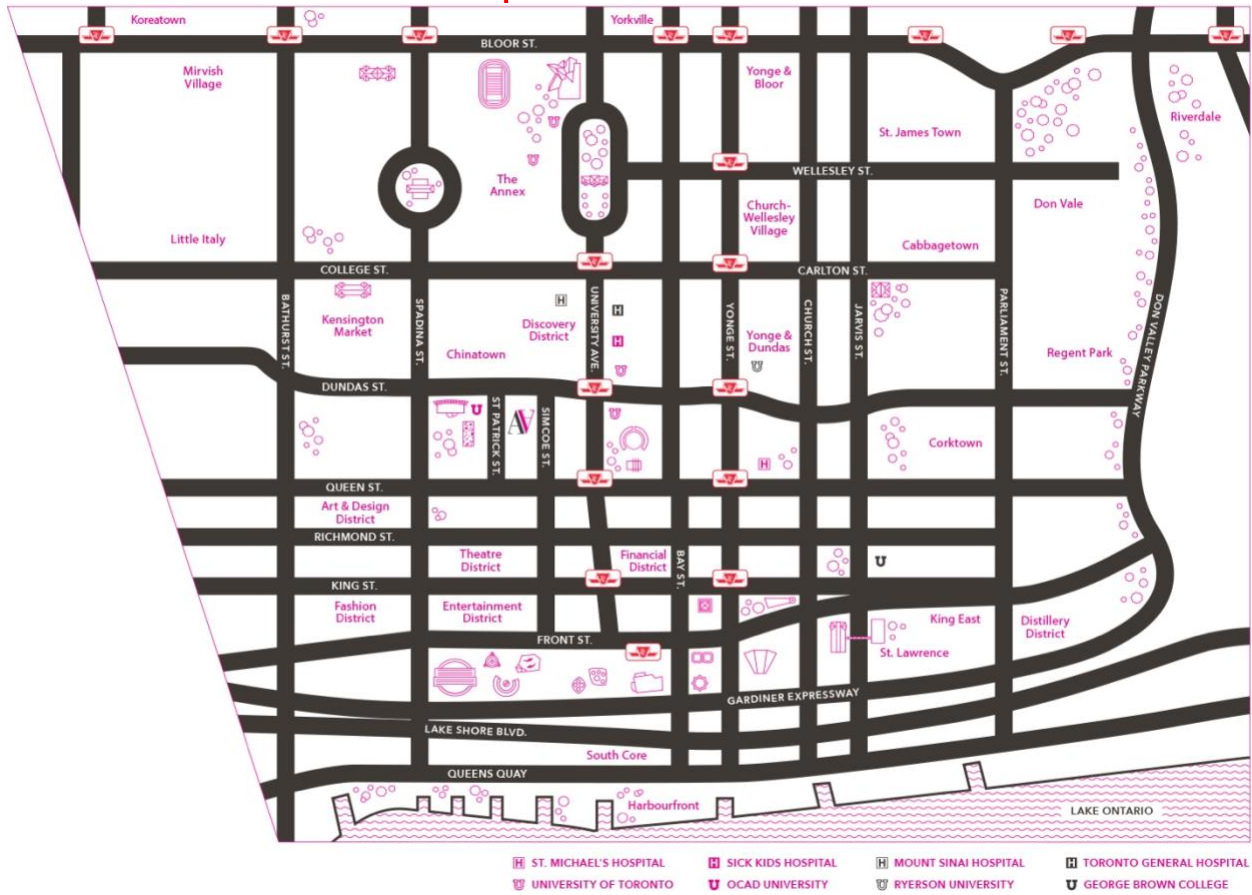 Koreatown
Yorkville
BLOOR ST.
Mirvish
Village
Yonge &
Bloor
Riverdale
St. James Town
The
Annex
WELLESLEY ST.
Church-
Wellesley
Village
Don Vale
Little Italy
Cabbagetown
COLLEGE ST.
CARLTON ST.
BATHURST ST.
SPADINA ST.
UNIVERSITY AVE.
YONGE ST.
CHURCH ST.
JARVIS ST.
PARLIAMENT ST.
DON VALLEY PARKWAY
H
H
H
Kensington
Market
Discovery
District
Chinatown
Yonge &
Dundas
Regent Park
DUNDAS ST.
ST PATRICK ST.
AV
SIMCOE ST.
Corktown
H
QUEEN ST.
Art & Design
District
RICHMOND ST.
Theatre
District
Financial
District
BAY ST.
KING ST.
Fashion
District
Entertainment
District
King East
Distillery
District
FRONT ST.
St. Lawrence
GARDINER EXPRESSWAY
LAKE SHORE BLVD.
South Core
QUEENS QUAY
Harbourfront
LAKE ONTARIO
H ST. MICHAEL'S HOSPITAL
H SICK KIDS HOSPITAL
H MOUNT SINAI HOSPITAL
H TORONTO GENERAL HOSPITAL
U UNIVERSITY OF TORONTO
U OCAD UNIVERSITY
U RYERSON UNIVERSITY
U GEORGE BROWN COLLEGE